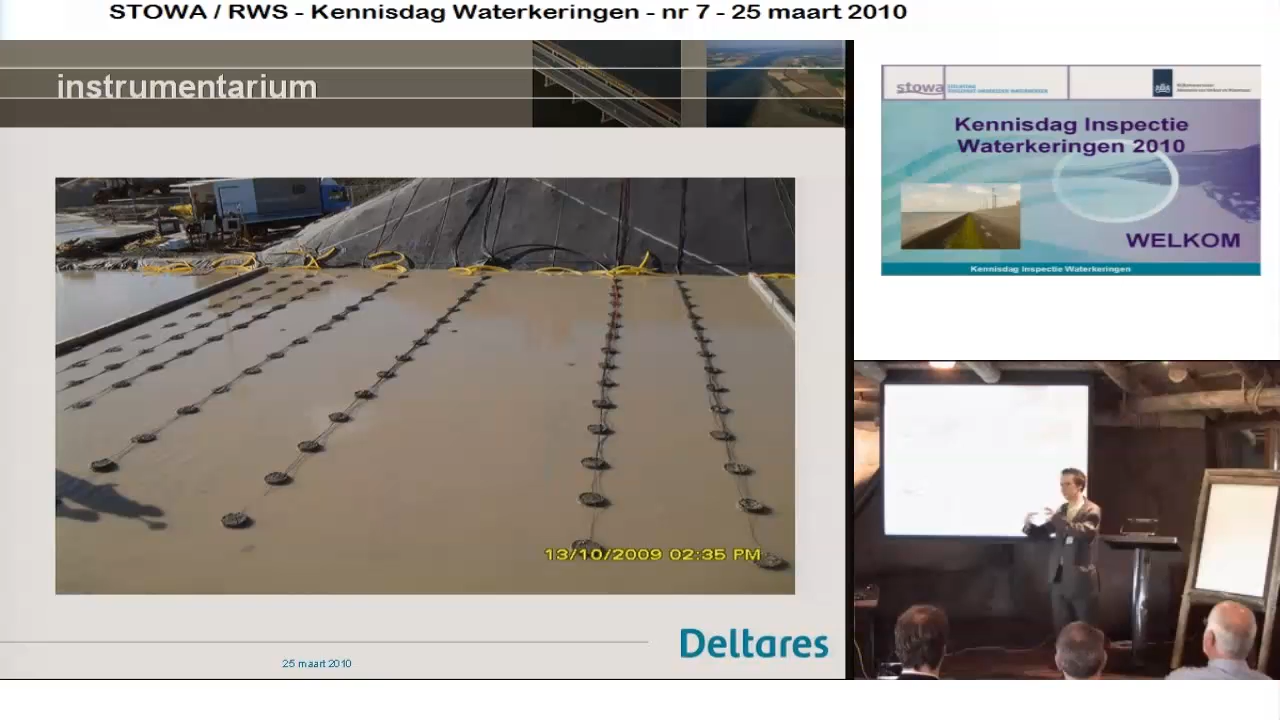 STOWA / RWS - Kennisdag Waterkeringen - nr 7 - 25 maart 2010
instrumentarium
13/10/2009 02:35 PM
Deltares
25 maart 2010
stowa
Kennisdag Inspectie
Waterkeringen 2010
WELKOM
Kennisdag Inspectie Waterkeringen